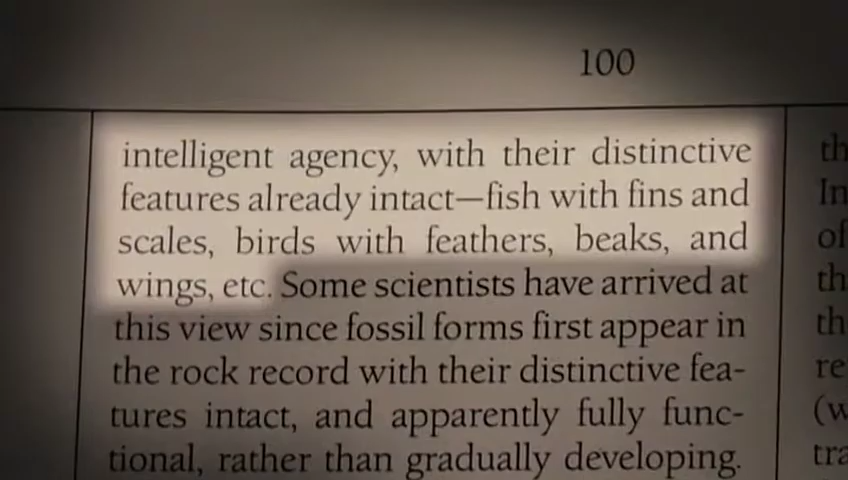 100
intelligent agency, with their distinctive
features already intact—fish with fins and
scales, birds with feathers, beaks, and
wings, etc. Some scientists have arrived at
this view since fossil forms first appear in
the rock record with their distinctive fea-
tures intact, and apparently fully func-
tional, rather than gradually developing.